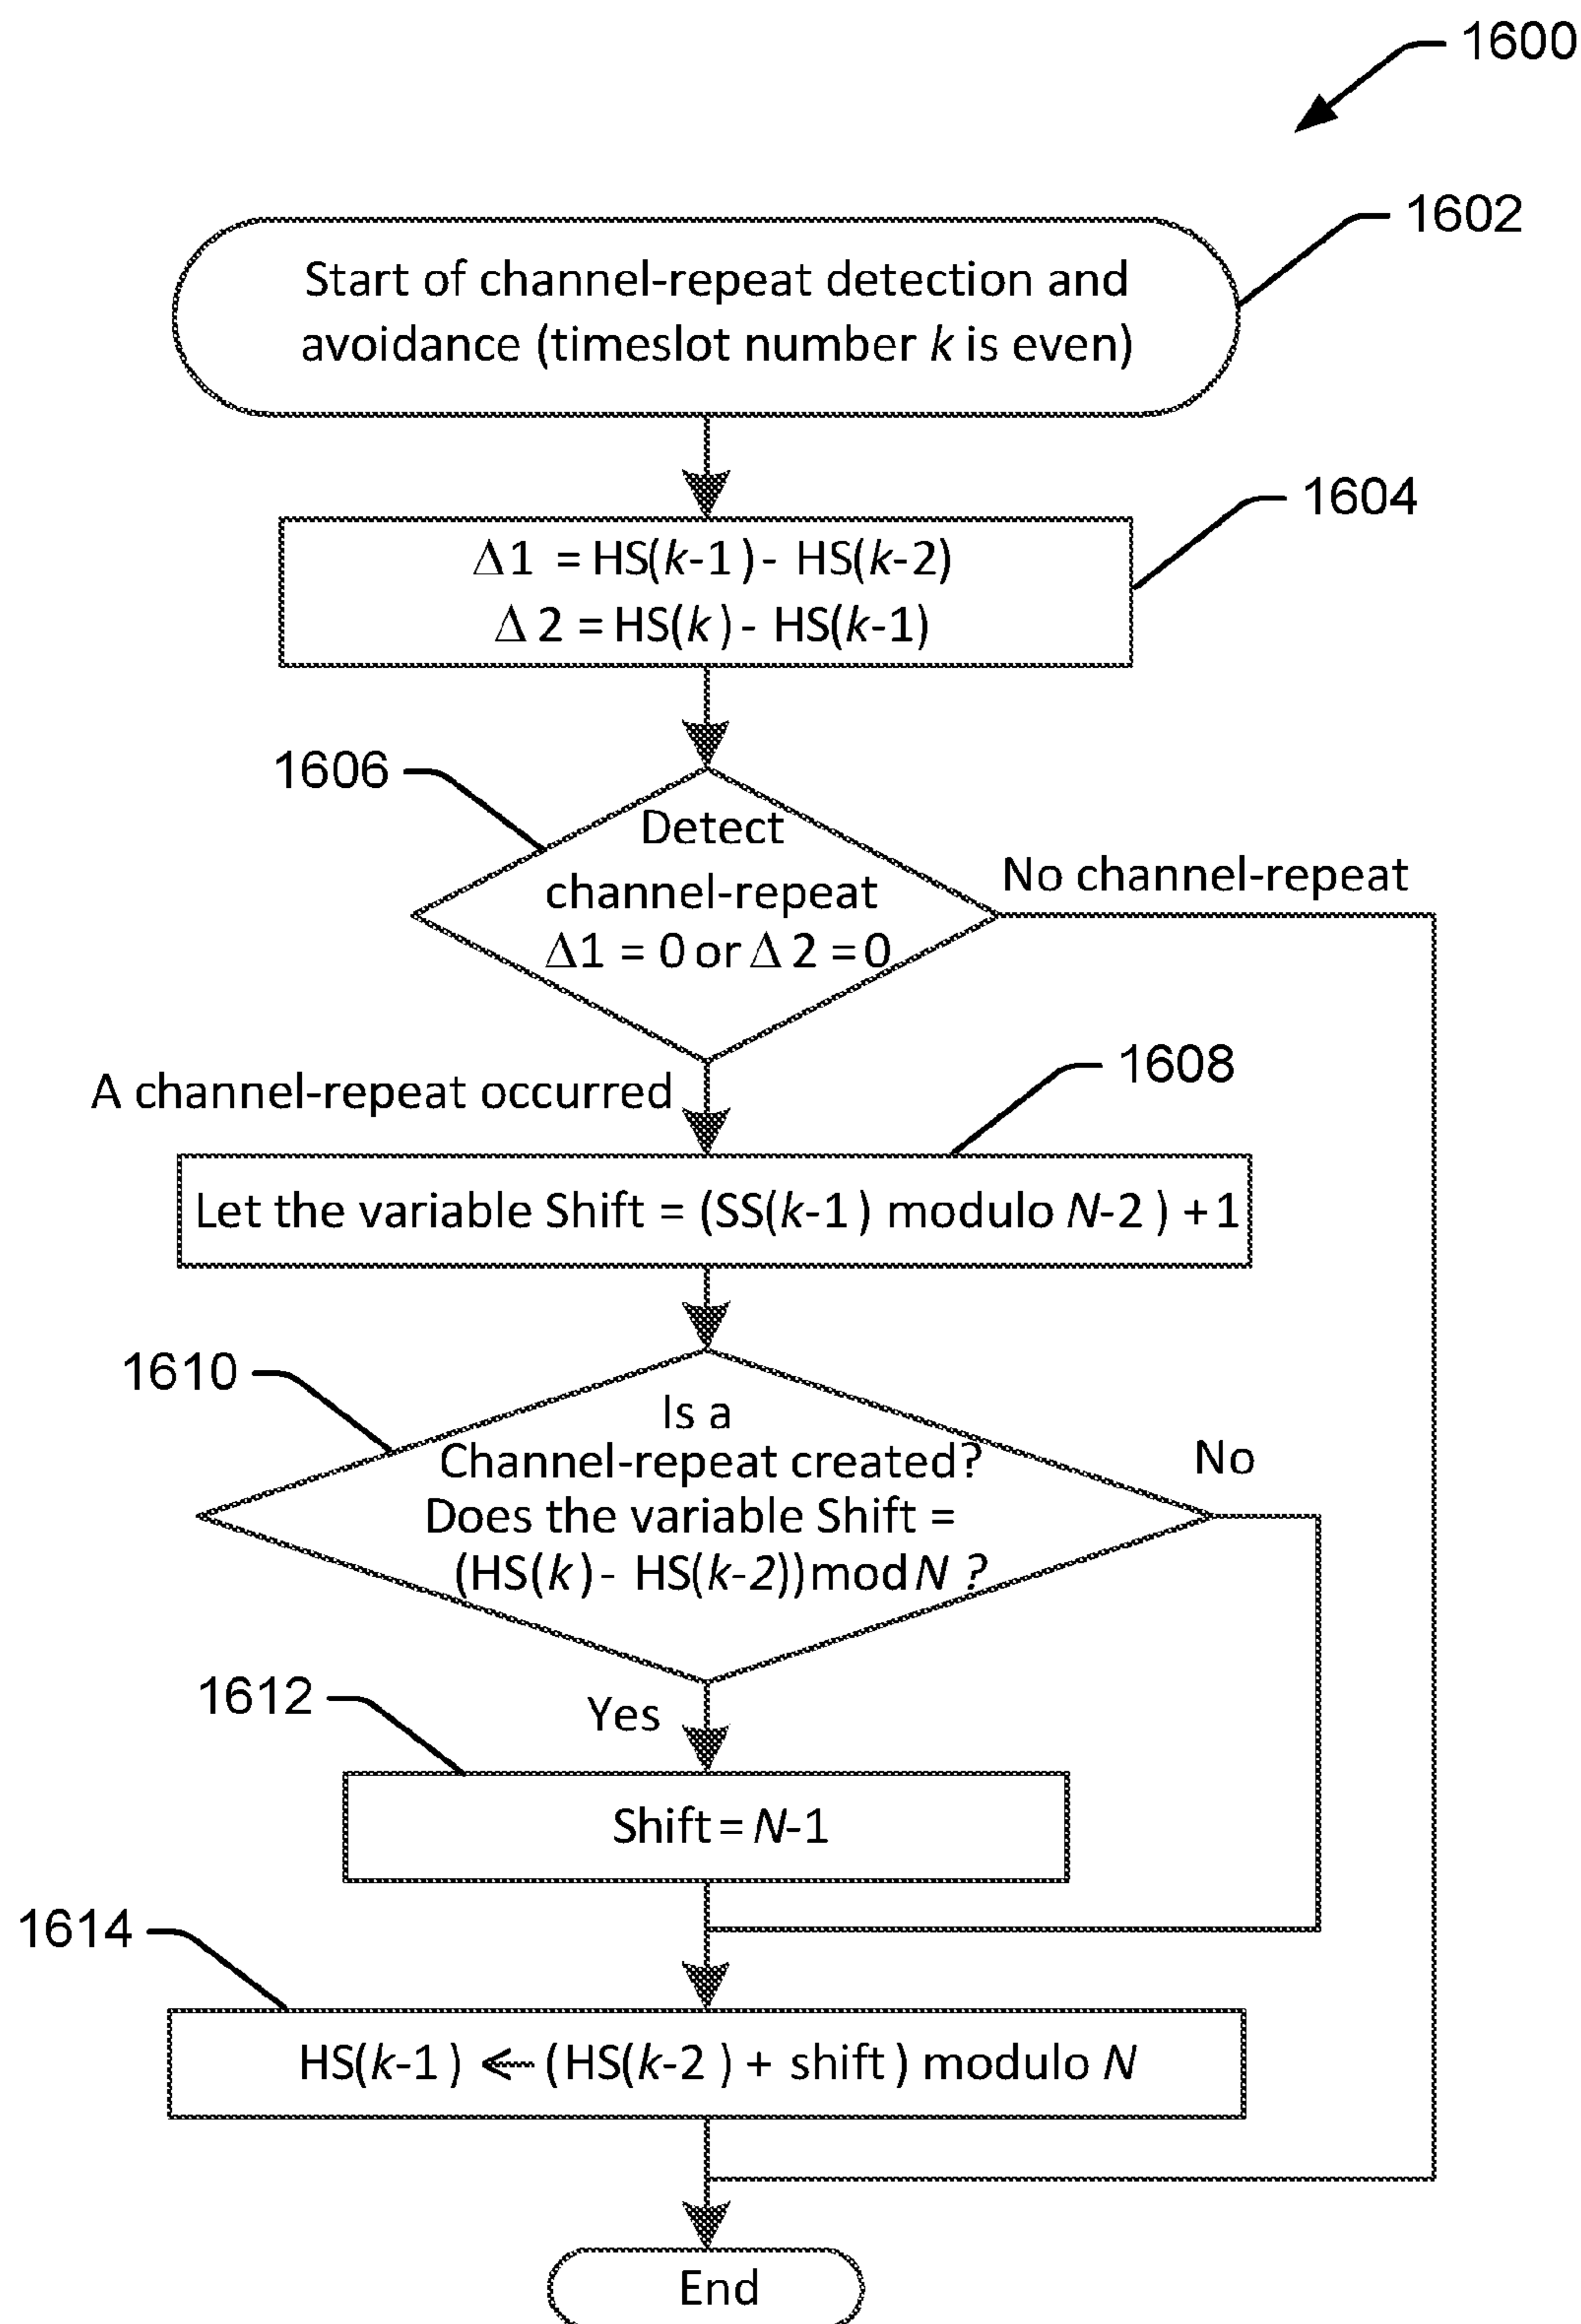 1600
1602
Start of channel-repeat detection and
avoidance (timeslot number k is even)
1604
Δ1 = HS(k-1) - HS(k-2)
Δ 2 = HS(k) - HS(k-1)
1606
Detect
channel-repeat
Δ1 = 0 or Δ 2 = 0
No channel-repeat
A channel-repeat occurred
1608
Let the variable Shift = (SS(k-1) modulo N-2 ) +1
1610
Is a
Channel-repeat created?
Does the variable Shift =
(HS(k) - HS(k-2))mod N ?
No
1612
Yes
Shift = N-1
1614
HS(k-1) ← (HS(k-2 ) + shift ) modulo N
End